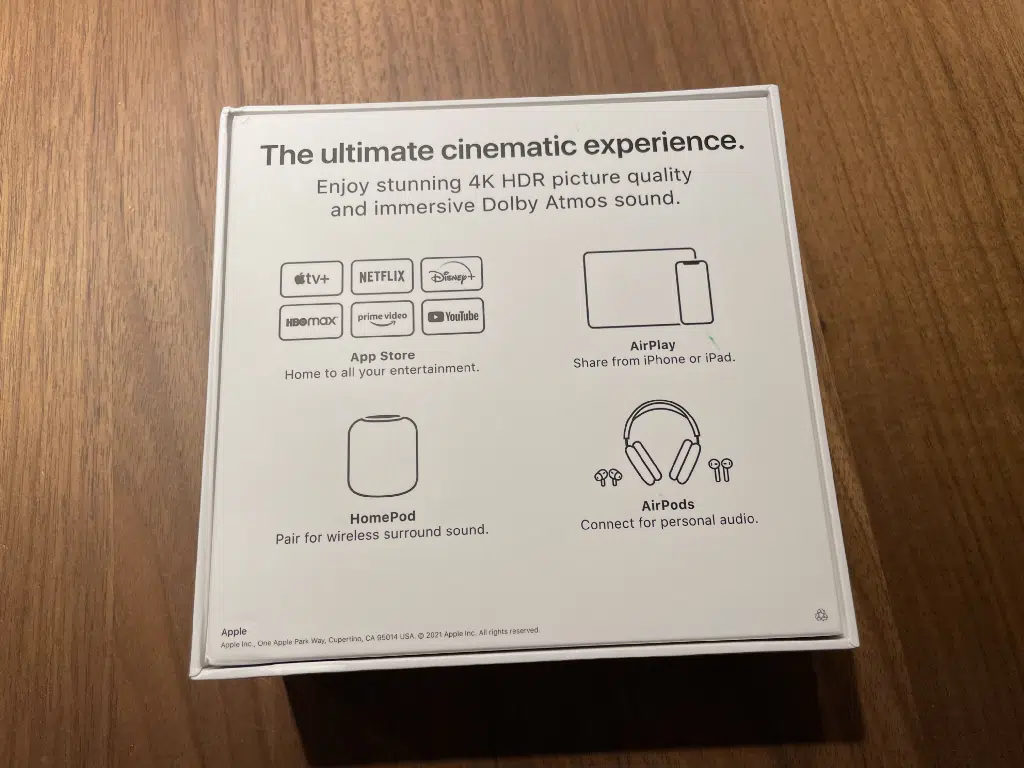 The ultimate cinematic experience.
Enjoy stunning 4K HDR picture quality
and immersive Dolby Atmos sound.
tv+ NETFLIX Disney+
HBOmax prime video YouTube
App Store
Home to all your entertainment.
AirPlay
Share from iPhone or iPad.
HomePod
Pair for wireless surround sound.
AirPods
Connect for personal audio.
Apple
Apple Inc., One Apple Park Way, Cupertino, CA 95014 USA. © 2021 Apple Inc. All rights reserved.